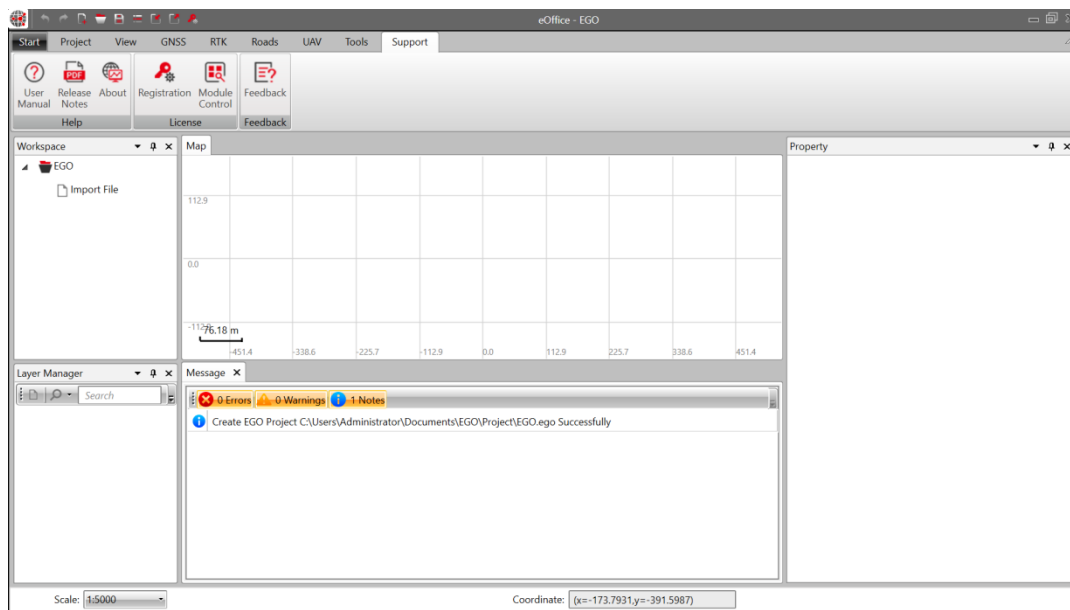 eOffice - EGO
Start Project View GNSS RTK Roads UAV Tools Support
User Manual
Release Notes
PDF
About
Registration
Module Control
Feedback
Help License Feedback
Workspace
EGO
Import File
Map
112.9
0.0
76.18 m
-451.4 -338.6 -225.7 -112.9 0.0 112.9 225.7 338.6 451.4
Property
Layer Manager
Search
Message
0 Errors 0 Warnings 1 Notes
Create EGO Project C:\Users\Administrator\Documents\EGO\Project\EGO.ego Successfully
Scale: 1:5000 Coordinate: (x=-173.7931,y=-391.5987)